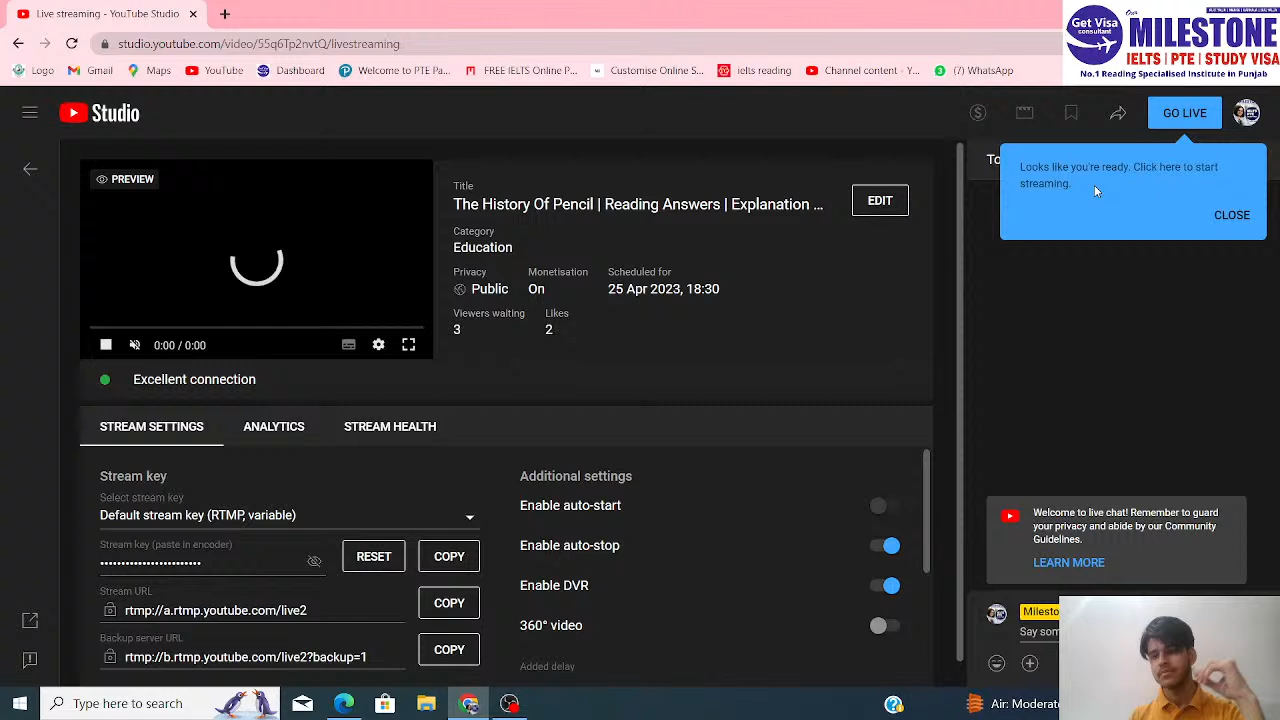 Live streaming - YouTube Studio
studio.youtube.com/video/S5q6Tp2nvtQ/livestreaming
Logo
Gmail
Maps
YouTube
Dashboard
Welcome to PTE Pa...
FREE IELTS Online P...
Customise Online S...
ielts reading
Channel content - Y...
(7) WhatsApp
Get Visa
consultant
MILESTONE
IELTS | PTE | STUDY VISA
No.1 Reading Specialised Institute in Punjab
Studio
GO LIVE
Looks like you're ready. Click here to start
streaming.
CLOSE
To
PREVIEW
0:00 / 0:00
Title
The History Of Pencil | Reading Answers | Explanation ...
EDIT
Category
Education
Privacy
Monetisation
Scheduled for
Public
On
25 Apr 2023, 18:30
Viewers waiting
Likes
3
2
Excellent connection
STREAM SETTINGS
ANALYTICS
STREAM HEALTH
Stream key
Select stream key
Default stream key (RTMP, variable)
Stream key (paste in encoder)
RESET
COPY
Stream URL
rtmp://a.rtmp.youtube.com/live2
COPY
Backup server URL
rtmp://b.rtmp.youtube.com/live2?backup=1
COPY
Additional settings
Enable auto-start
Enable auto-stop
Enable DVR
360° video
Added delay
Welcome to live chat! Remember to guard
your privacy and abide by our Community
Guidelines.
LEARN MORE
Milesto
Say som
Type here to search
Air: Moderate